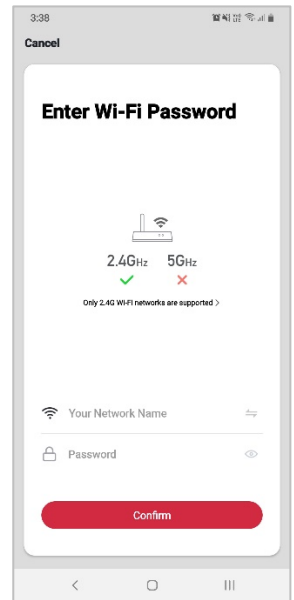 3:38
Cancel
Enter Wi-Fi Password
2.4GHz 5GHz
Only 2.4G Wi-Fi networks are supported >
Your Network Name
Password
Confirm